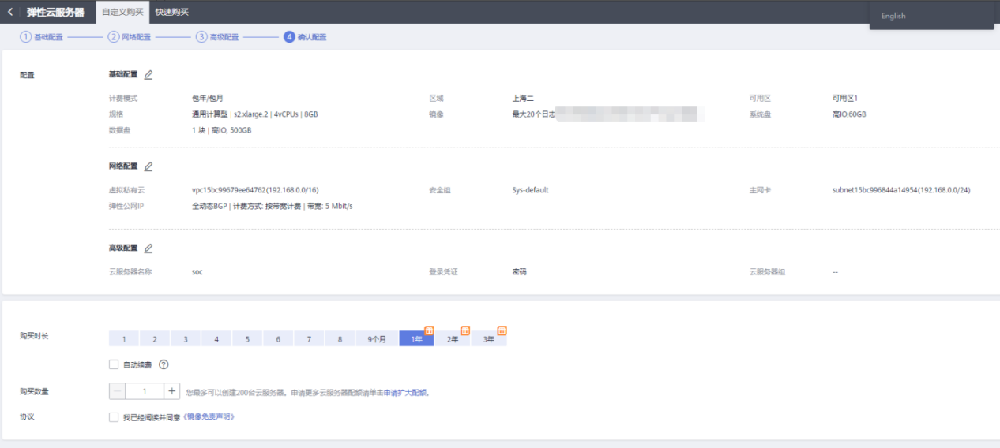 弹性云服务器 自定义购买 快速购买 English
1 基础配置 2 网络配置 3 高级配置 4 确认配置
配置 基础配置
计费模式 包年/包月 区域 上海二 可用区 可用区1
规格 通用计算型 | s2.xlarge.2 | 4vCPUs | 8GB 镜像 最大20个日志 系统盘 高IO,60GB
数据盘 1 块 | 高IO, 500GB
网络配置
虚拟私有云 vpc15bc99679ee64762(192.168.0.0/16) 安全组 Sys-default 主网卡 subnet15bc996844a14954(192.168.0.0/24)
弹性公网IP 全动态BGP | 计费方式: 按带宽计费 | 带宽: 5 Mbit/s
高级配置
云服务器名称 soc 登录凭证 密码 云服务器组 --
购买时长 1 2 3 4 5 6 7 8 9个月 1年 2年 3年
自动续费 ?
购买数量 − 1 + 您最多可以创建200台云服务器。申请更多云服务器配额请单击申请扩大配额。
协议 我已经阅读并同意《镜像免责声明》